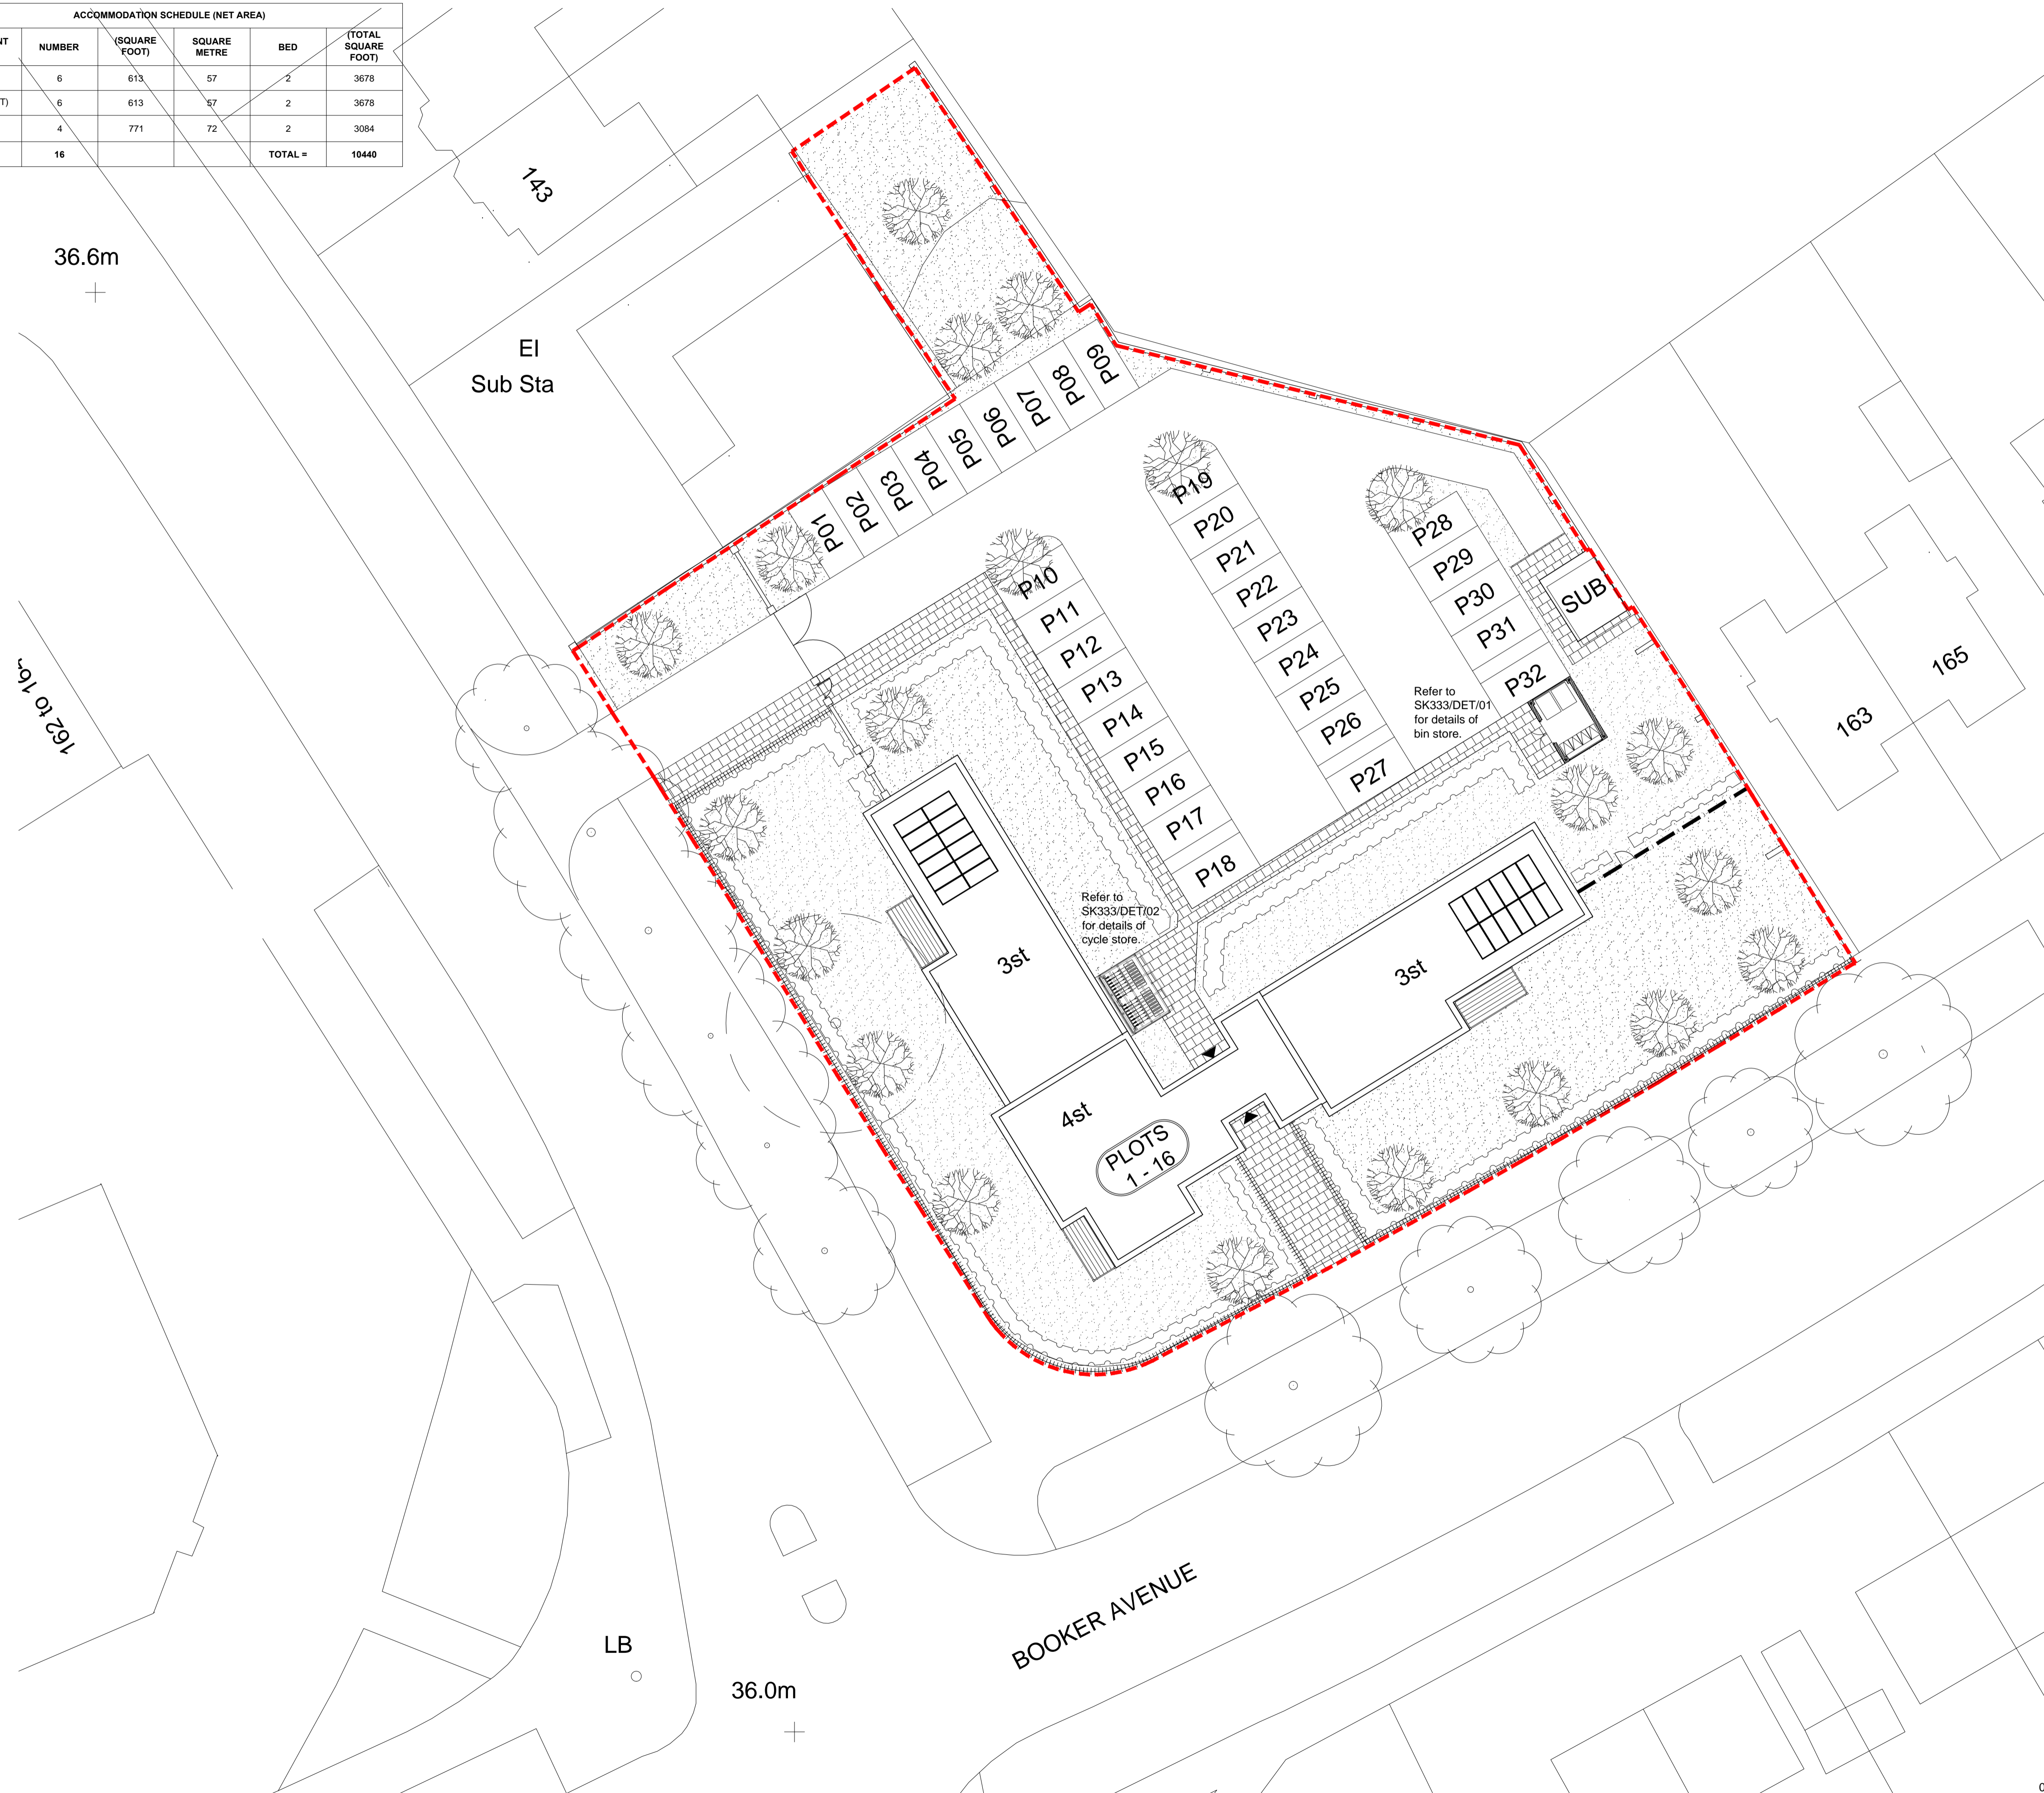 ACCOMMODATION SCHEDULE (NET AREA)
NT NUMBER (SQUARE FOOT) SQUARE METRE BED (TOTAL SQUARE FOOT)
6 613 57 2 3678
T) 6 613 57 2 3678
4 771 72 2 3084
16 TOTAL = 10440
143
36.6m
El
Sub Sta
P09
P08
P07
P06
P05
P04
P03
P02
P01
P19
P20
P21
P22
P23
P24
P25
P26
P27
P28
P29
P30
P31
P32
SUB
P10
P11
P12
P13
P14
P15
P16
P17
P18
162 to 16
165
163
Refer to
SK333/DET/01
for details of
bin store.
Refer to
SK333/DET/02
for details of
cycle store.
3st
3st
4st
PLOTS
1 - 16
BOOKER AVENUE
LB
36.0m
0